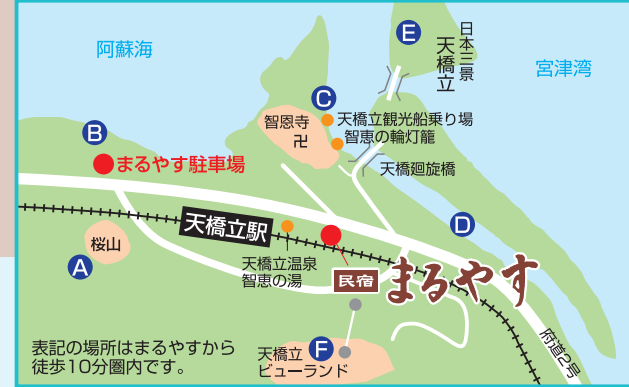 阿蘇海
E
日本三景
天橋立
宮津湾
C
天橋立観光船乗り場
智恵の輪灯籠
智恩寺
卍
B
まるやす駐車場
天橋廻旋橋
D
桜山
A
天橋立駅
天橋立温泉
智恵の湯
民宿
まるやす
表記の場所はまるやすから
徒歩10分圏内です。
天橋立
ビューランド
F
府道2号